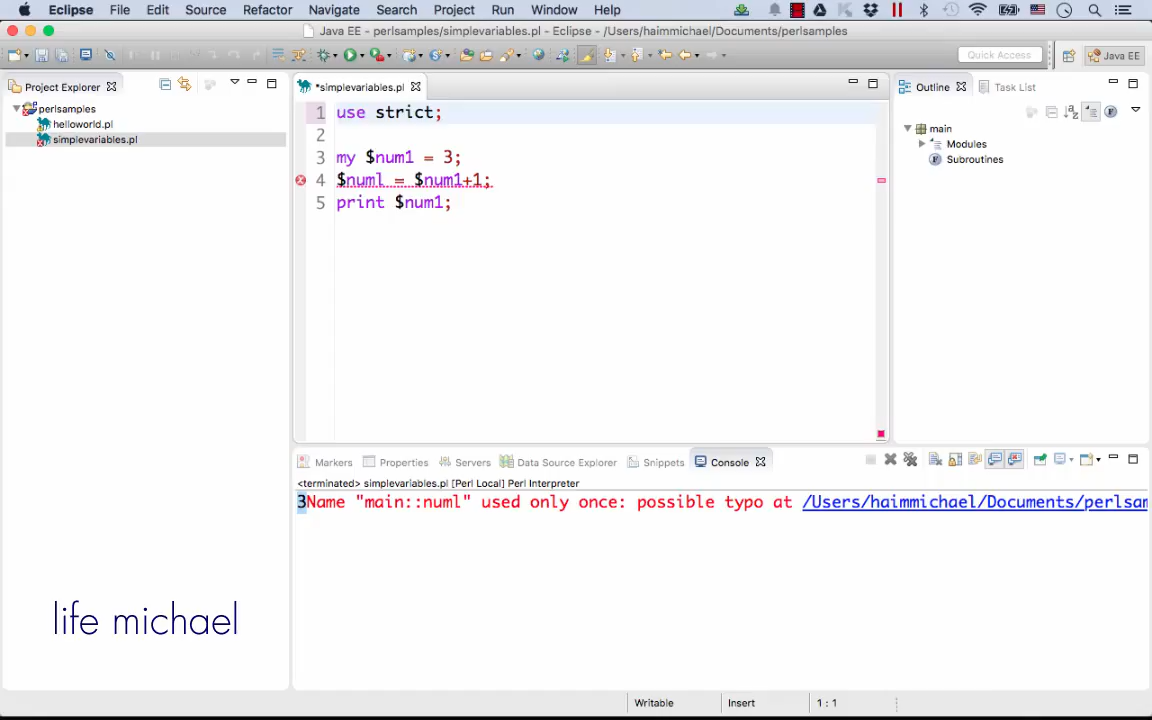 Eclipse File Edit Source Refactor Navigate Search Project Run Window Help
Java EE - perlsamples/simplevariables.pl - Eclipse - /Users/haimmichael/Documents/perlsamples
Quick Access Java EE
Project Explorer
perlsamples
helloworld.pl
simplevariables.pl
*simplevariables.pl
1 use strict;
2
3 my $num1 = 3;
4 $numl = $num1+1;
5 print $num1;
Outline Task List
main
Modules
Subroutines
Markers Properties Servers Data Source Explorer Snippets Console
<terminated> simplevariables.pl [Perl Local] Perl Interpreter
3Name "main::numl" used only once: possible typo at /Users/haimmichael/Documents/perlsam
life michael
Writable Insert 1 : 1